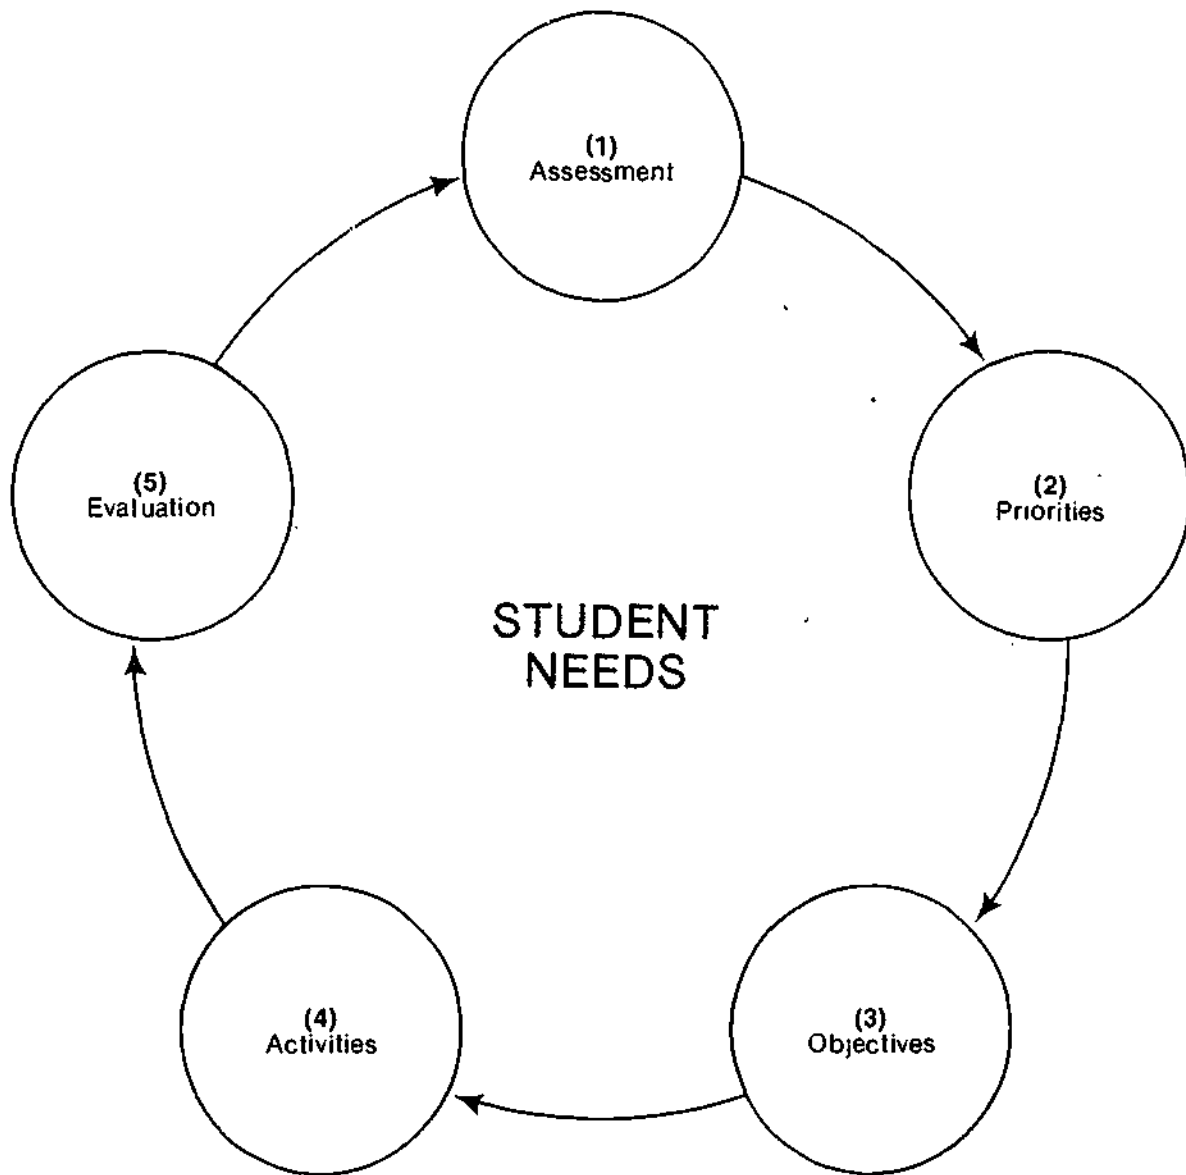 (1)
Assessment
(2)
Priorities
(3)
Objectives
(4)
Activities
(5)
Evaluation
STUDENT
NEEDS